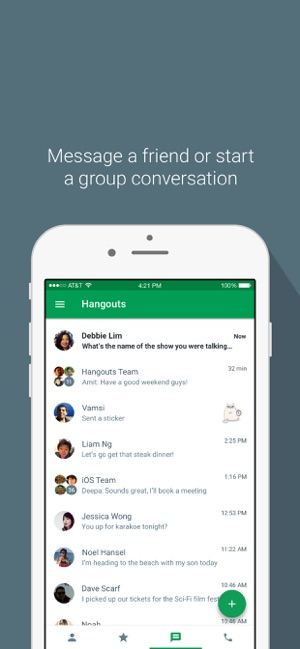 Message a friend or start
a group conversation
AT&T 4:21 PM 100%
Hangouts
Debbie Lim Now
What's the name of the show you were talking...
Hangouts Team 32 min
Amit: Have a good weekend guys!
Vamsi
Sent a sticker
Liam Ng 2:25 PM
Let's go get that steak dinner!
iOS Team 1:16 PM
Deepa: Sounds great, I'll book a meeting
Jessica Wong 12:53 PM
You up for karakoe tonight?
Noel Hansel 11:22 AM
I'm heading to the beach with my son today
Dave Scarf 10:46 AM
I picked up our tickets for the Sci-Fi film fest
Noah 10:46 AM